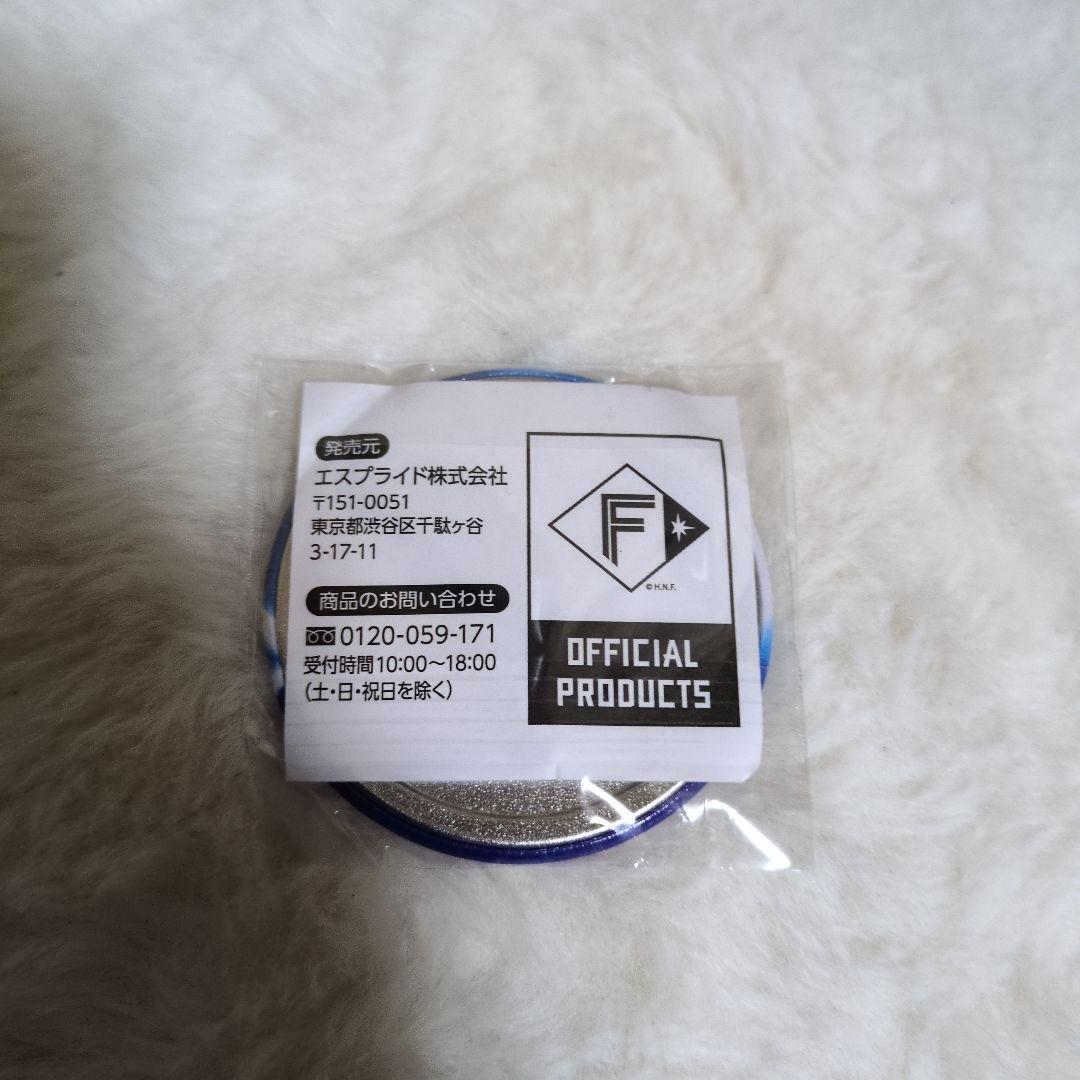 発売元
エスプライド株式会社
〒151-0051
東京都渋谷区千駄ヶ谷
3-17-11
商品のお問い合わせ
0120-059-171
受付時間10:00～18:00
(土・日・祝日を除く)
F
© H.N.F.
OFFICIAL
PRODUCTS